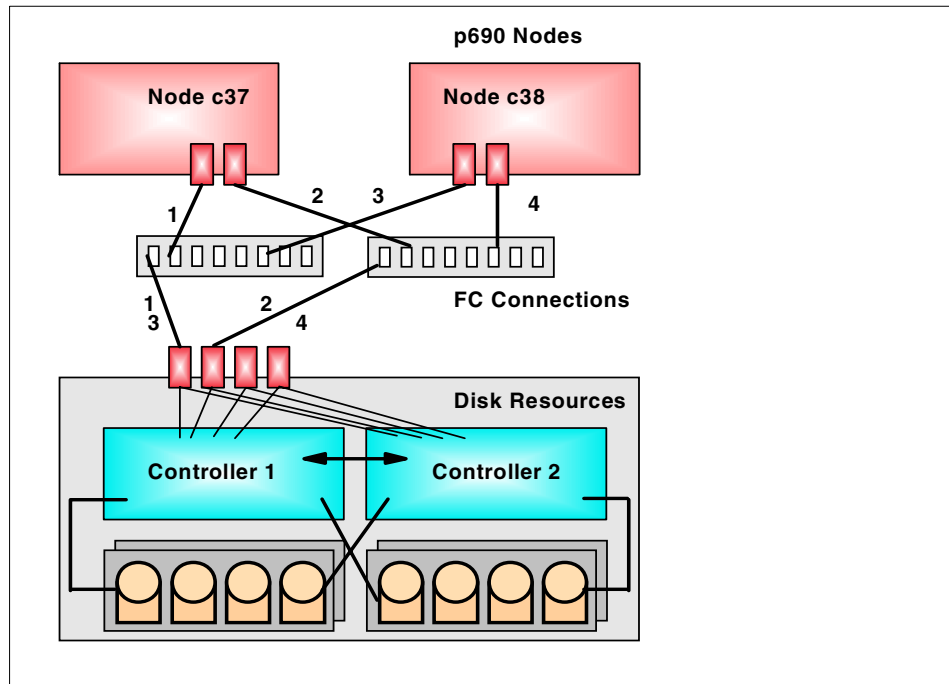 p690 Nodes
Node c37
Node c38
1
2
3
4
FC Connections
1
3
2
4
Disk Resources
Controller 1
Controller 2